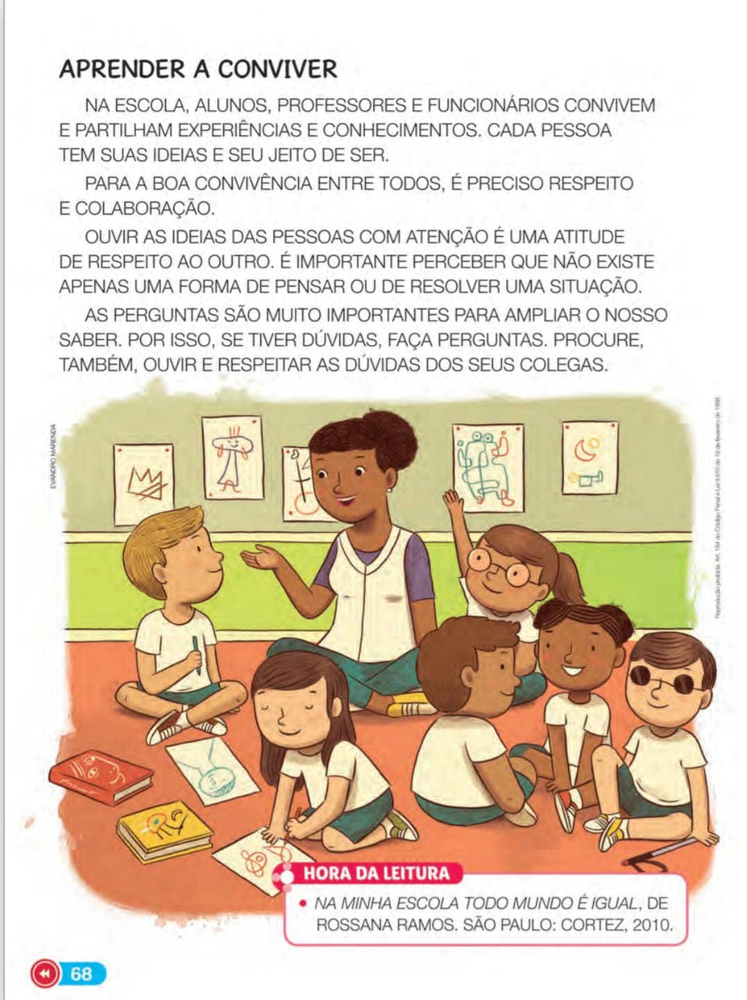 APRENDER A CONVIVER
NA ESCOLA, ALUNOS, PROFESSORES E FUNCIONÁRIOS CONVIVEM
E PARTILHAM EXPERIÊNCIAS E CONHECIMENTOS. CADA PESSOA
TEM SUAS IDEIAS E SEU JEITO DE SER.
PARA A BOA CONVIVÊNCIA ENTRE TODOS, É PRECISO RESPEITO
E COLABORAÇÃO.
OUVIR AS IDEIAS DAS PESSOAS COM ATENÇÃO É UMA ATITUDE
DE RESPEITO AO OUTRO. É IMPORTANTE PERCEBER QUE NÃO EXISTE
APENAS UMA FORMA DE PENSAR OU DE RESOLVER UMA SITUAÇÃO.
AS PERGUNTAS SÃO MUITO IMPORTANTES PARA AMPLIAR O NOSSO
SABER. POR ISSO, SE TIVER DÚVIDAS, FAÇA PERGUNTAS. PROCURE,
TAMBÉM, OUVIR E RESPEITAR AS DÚVIDAS DOS SEUS COLEGAS.
EVANDRO MARENDA
Reprodução proibida. Art. 184 do Código Penal e Lei 9.610 de 19 de fevereiro de 1998.
HORA DA LEITURA
• NA MINHA ESCOLA TODO MUNDO É IGUAL, DE
ROSSANA RAMOS. SÃO PAULO: CORTEZ, 2010.
68